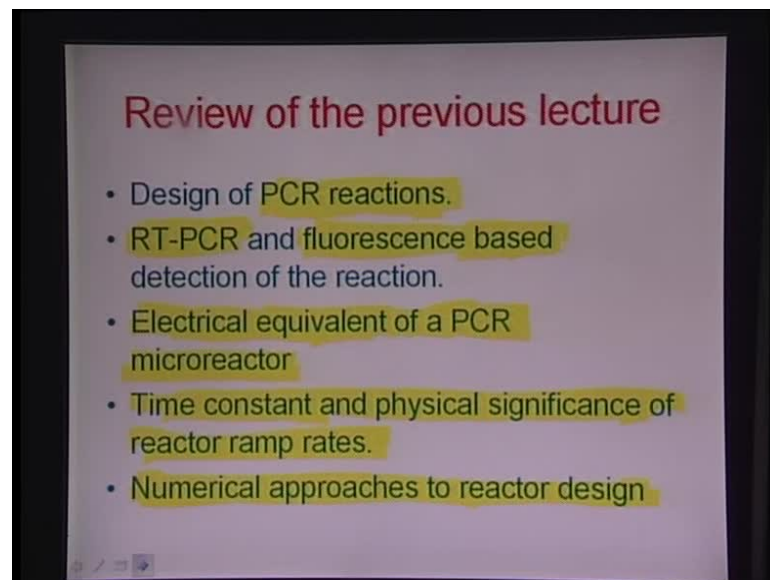 Review of the previous lecture
• Design of PCR reactions.
• RT-PCR and fluorescence based
detection of the reaction.
• Electrical equivalent of a PCR
microreactor
• Time constant and physical significance of
reactor ramp rates.
• Numerical approaches to reactor design